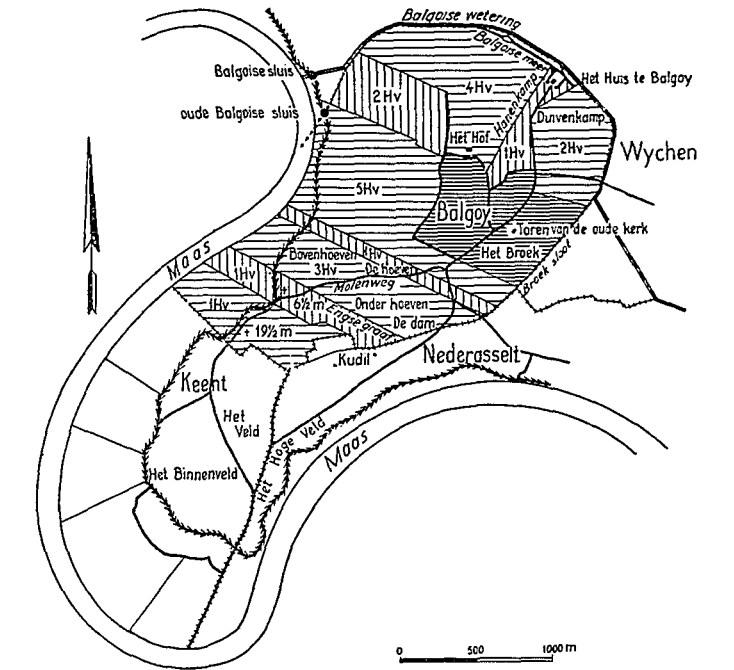 Balgoise wetering
Balgoise meer
Balgoise sluis
Het Huis te Balgoy
4Hv
2Hv
Hanenkamp
oude Balgoise sluis
Duivenkamp
Het Hof
1Hv
2Hv
Wychen
5Hv
Balgoy
Toren van de oude kerk
Het Broek
Maas
Bovenhoeven
3Hv
1Hv
De hoeven
Broek sloot
1Hv
Molenweg
1Hv
6½ m
Onder hoeven
Engse graaf
De dam
+ 19½ m
Kudil
Nederasselt
Keent
Het
Veld
Het Hoge Veld
Maas
Het Binnenveld
0 500 1000 m